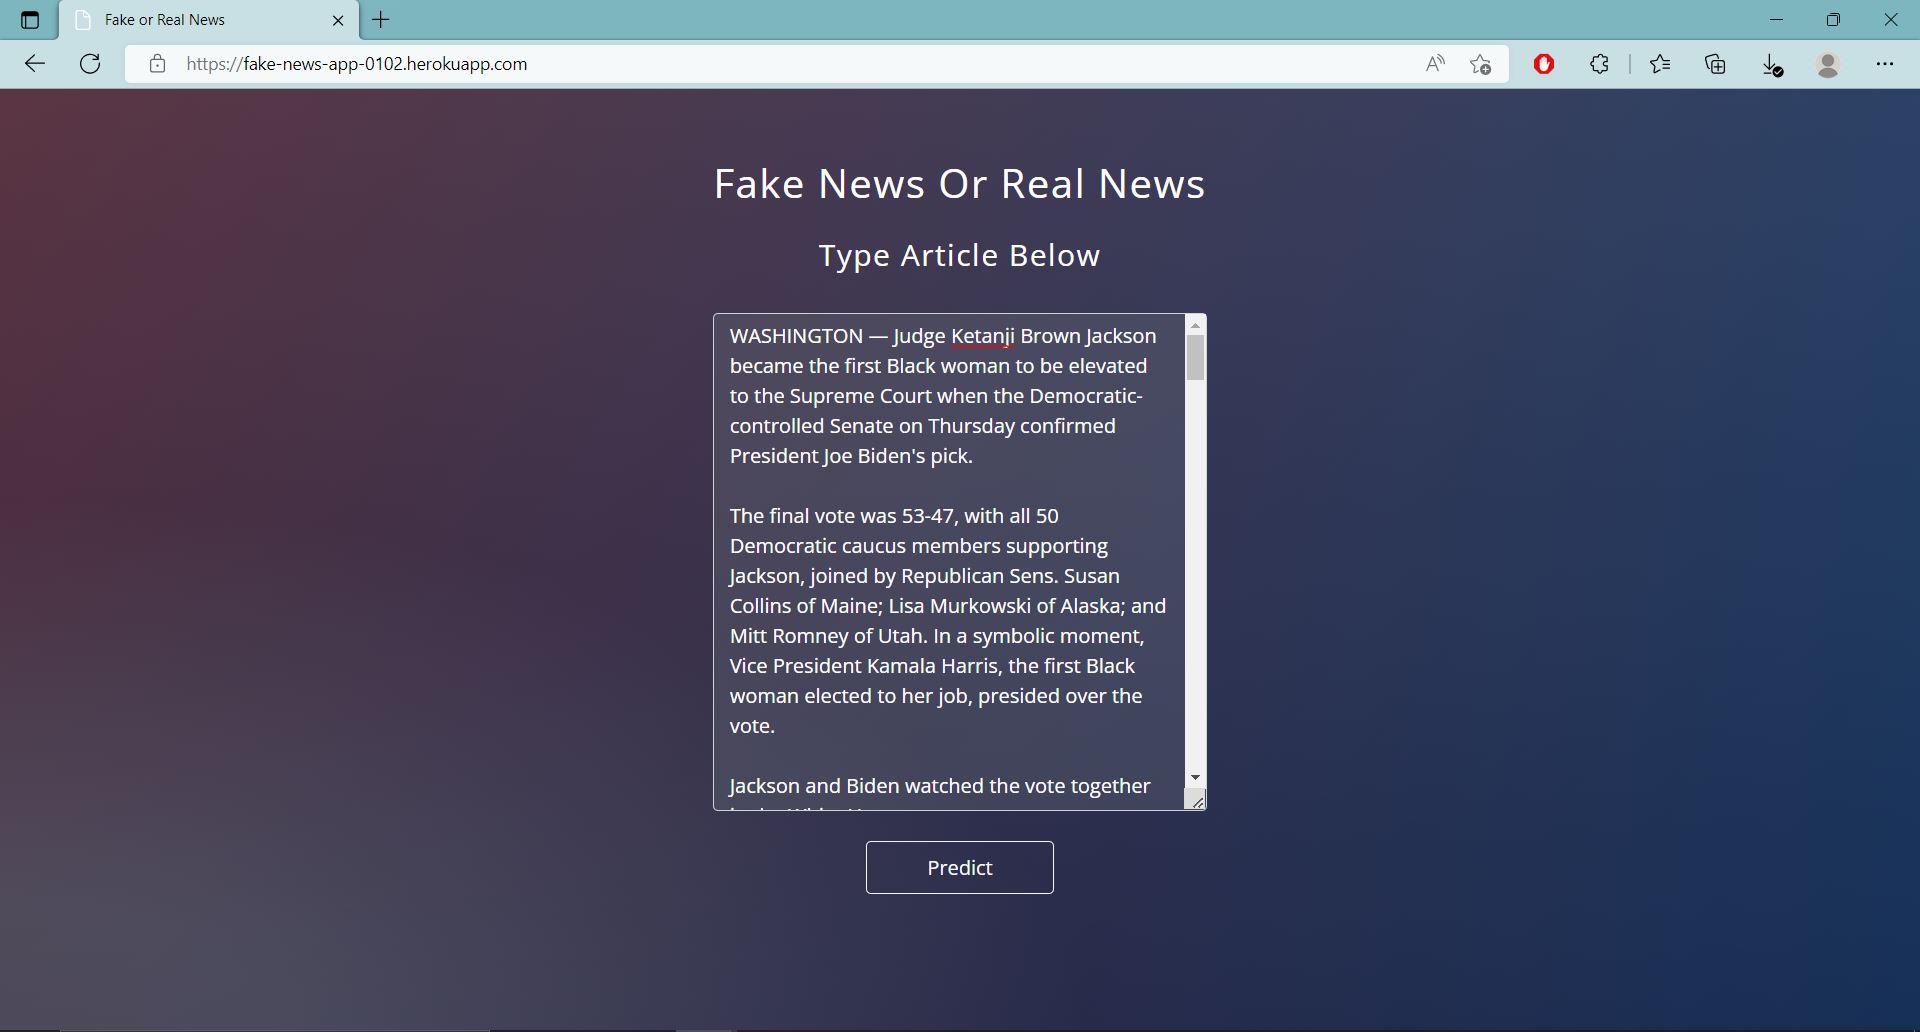 Fake or Real News
https://fake-news-app-0102.herokuapp.com
Fake News Or Real News
Type Article Below
WASHINGTON — Judge Ketanji Brown Jackson
became the first Black woman to be elevated
to the Supreme Court when the Democratic-
controlled Senate on Thursday confirmed
President Joe Biden's pick.
The final vote was 53-47, with all 50
Democratic caucus members supporting
Jackson, joined by Republican Sens. Susan
Collins of Maine; Lisa Murkowski of Alaska; and
Mitt Romney of Utah. In a symbolic moment,
Vice President Kamala Harris, the first Black
woman elected to her job, presided over the
vote.
Jackson and Biden watched the vote together
Predict